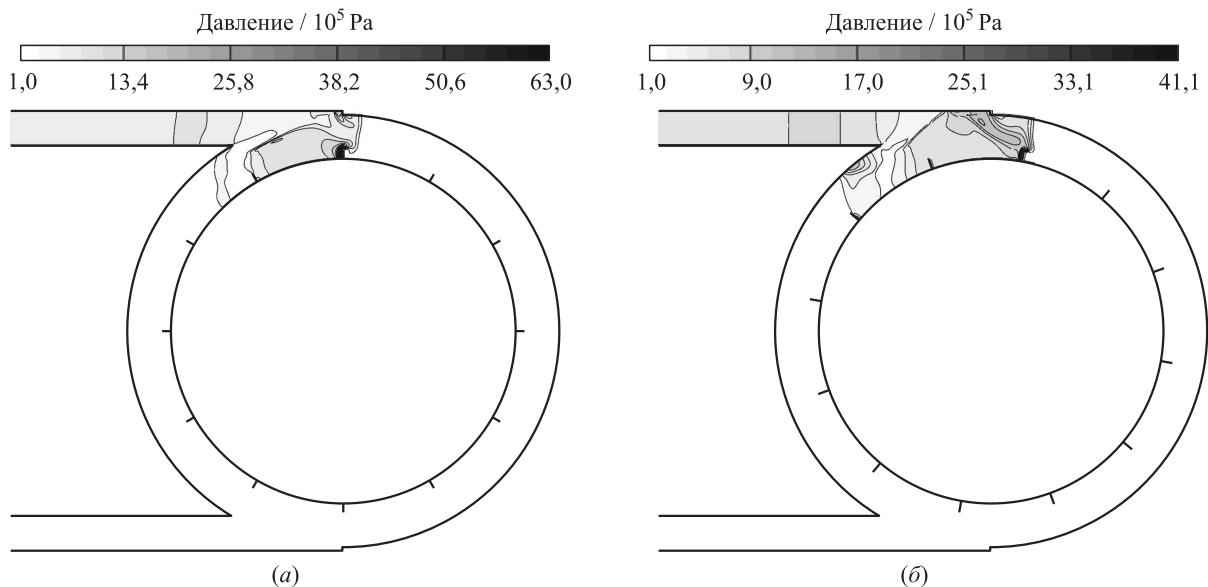 Давление / 10⁵ Pa
1,0 13,4 25,8 38,2 50,6 63,0
(а)
Давление / 10⁵ Pa
1,0 9,0 17,0 25,1 33,1 41,1
(б)